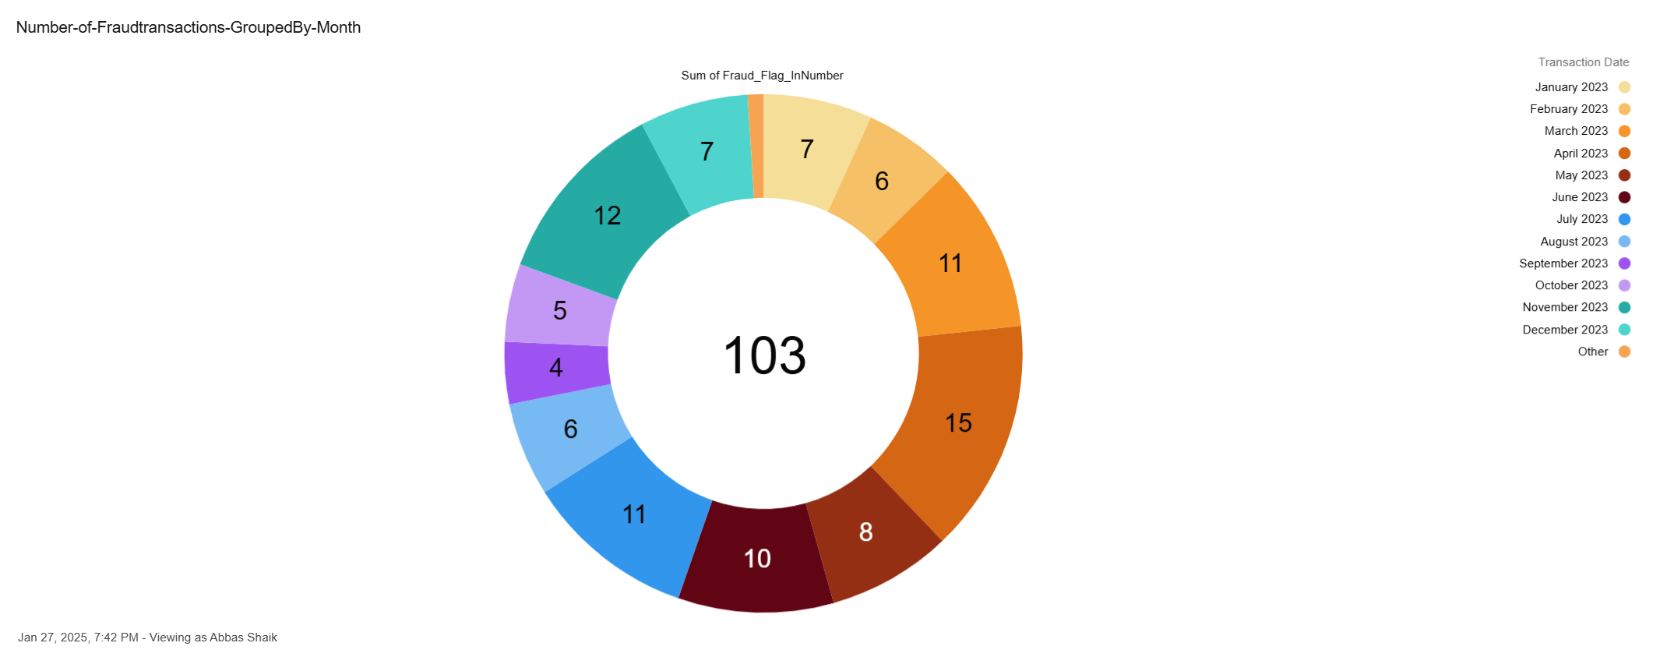 Number-of-Fraudtransactions-GroupedBy-Month
Sum of Fraud_Flag_InNumber
7
7
6
12
11
5
103
4
15
6
11
8
10
Transaction Date
January 2023
February 2023
March 2023
April 2023
May 2023
June 2023
July 2023
August 2023
September 2023
October 2023
November 2023
December 2023
Other
Jan 27, 2025, 7:42 PM - Viewing as Abbas Shaik